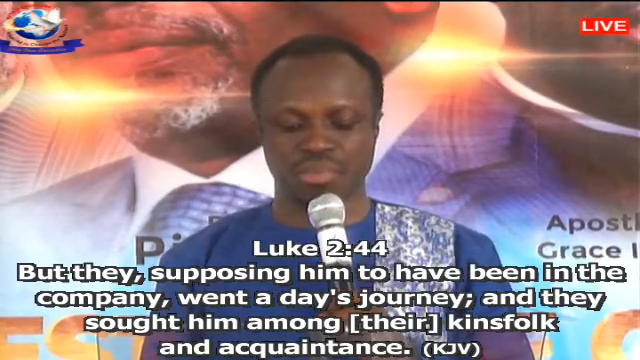 LIVE
Apostl
Grace I
Luke 2:44
But they, supposing him to have been in the
company, went a day's journey; and they
sought him among [their] kinsfolk
and acquaintance. (KJV)